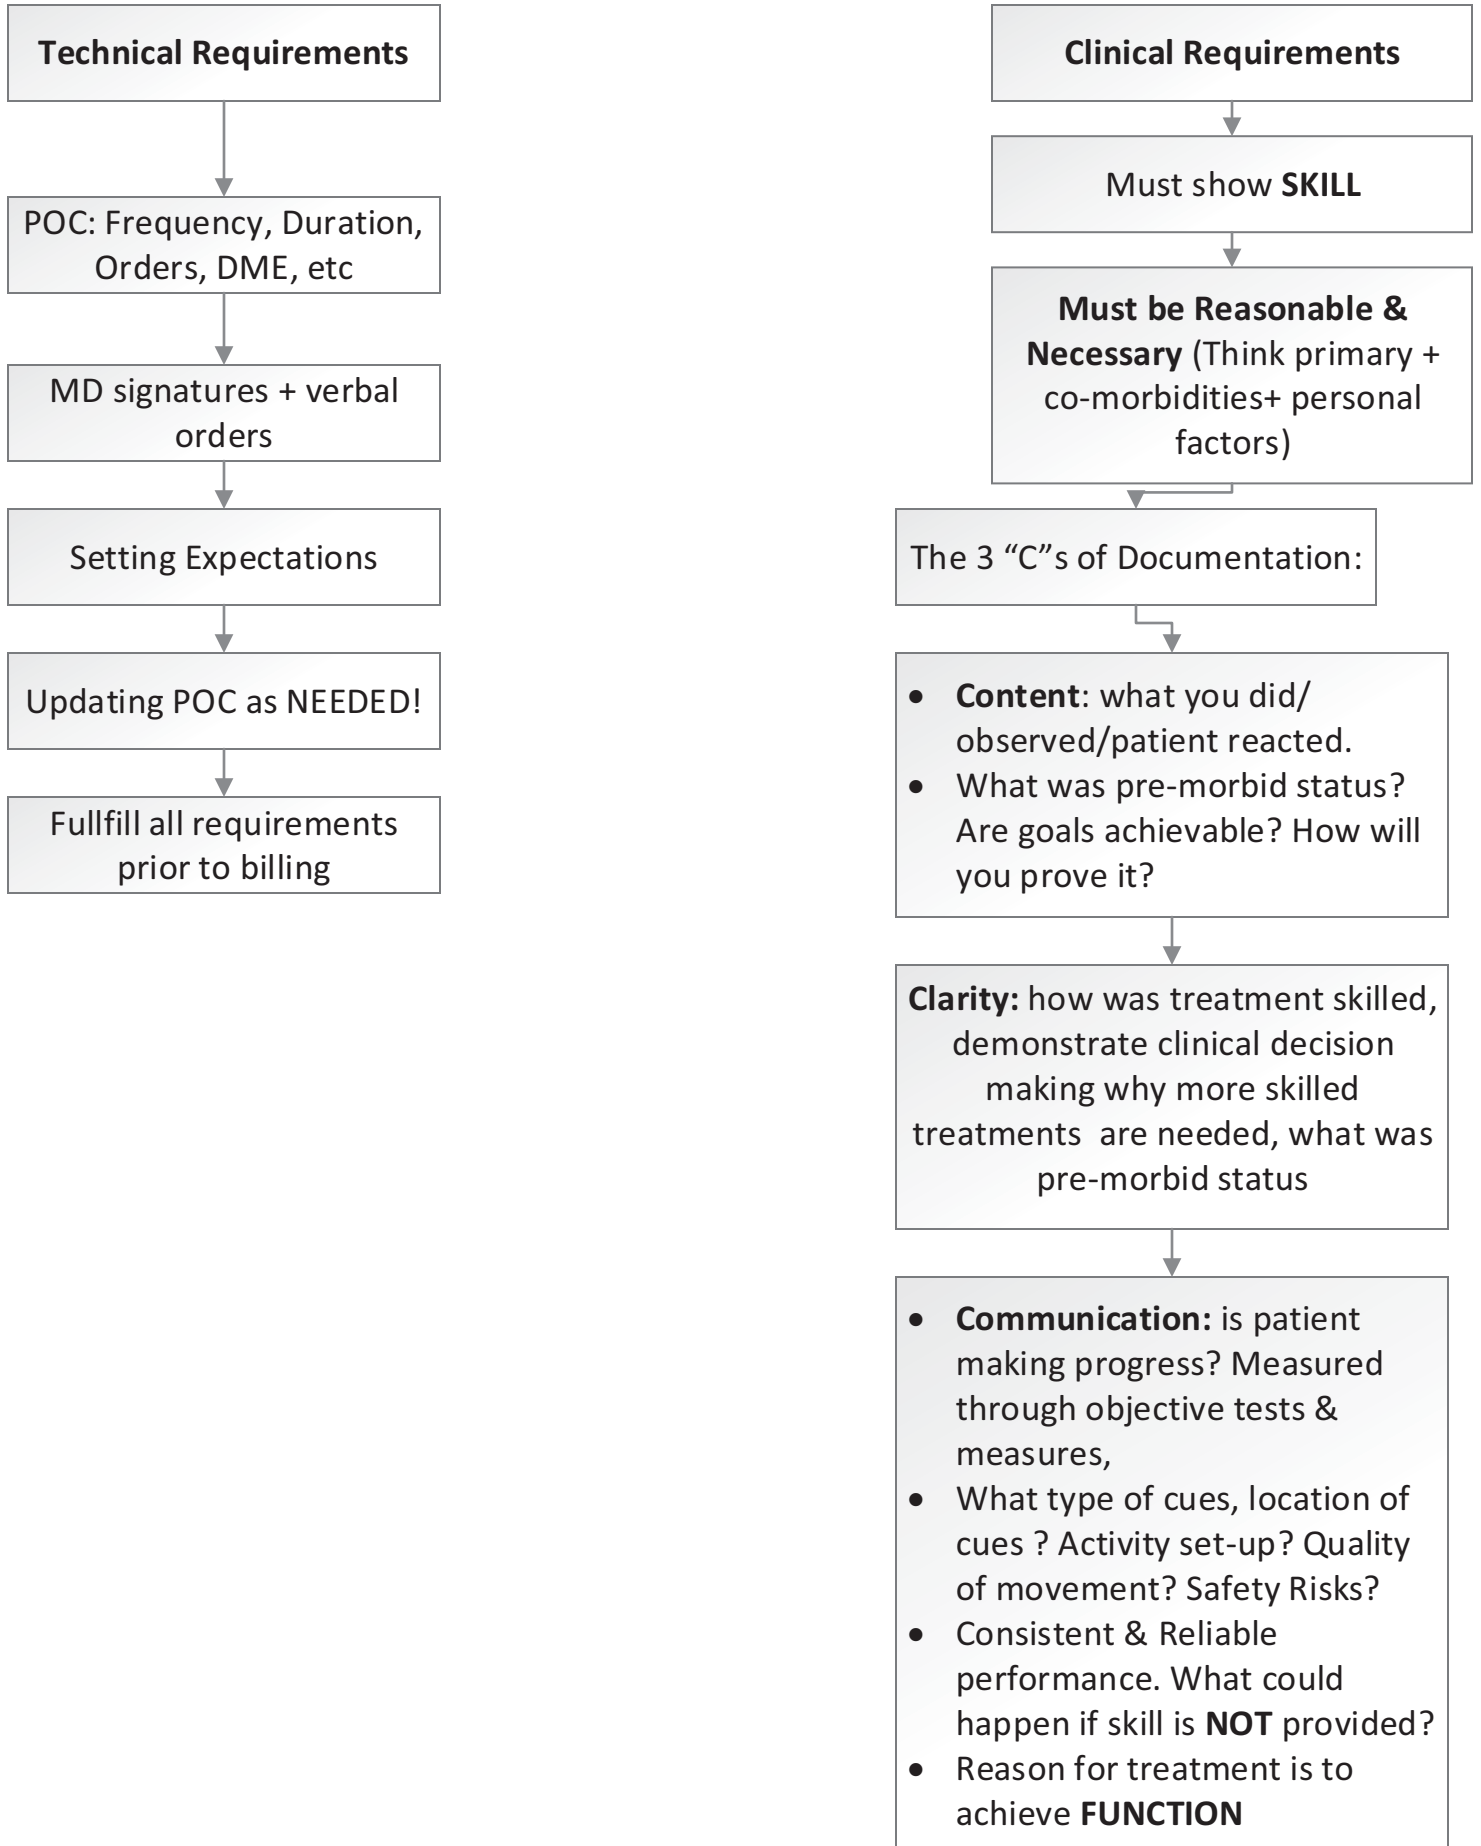 Technical Requirements
POC: Frequency, Duration,
Orders, DME, etc
MD signatures + verbal
orders
Setting Expectations
Updating POC as NEEDED!
Fullfill all requirements
prior to billing
Clinical Requirements
Must show SKILL
Must be Reasonable &
Necessary (Think primary +
co-morbidities+ personal
factors)
The 3 “C”s of Documentation:
• Content: what you did/
observed/patient reacted.
• What was pre-morbid status?
Are goals achievable? How will
you prove it?
Clarity: how was treatment skilled,
demonstrate clinical decision
making why more skilled
treatments  are needed, what was
pre-morbid status
• Communication: is patient
making progress? Measured
through objective tests &
measures,
• What type of cues, location of
cues ? Activity set-up? Quality
of movement? Safety Risks?
• Consistent & Reliable
performance. What could
happen if skill is NOT provided?
• Reason for treatment is to
achieve FUNCTION